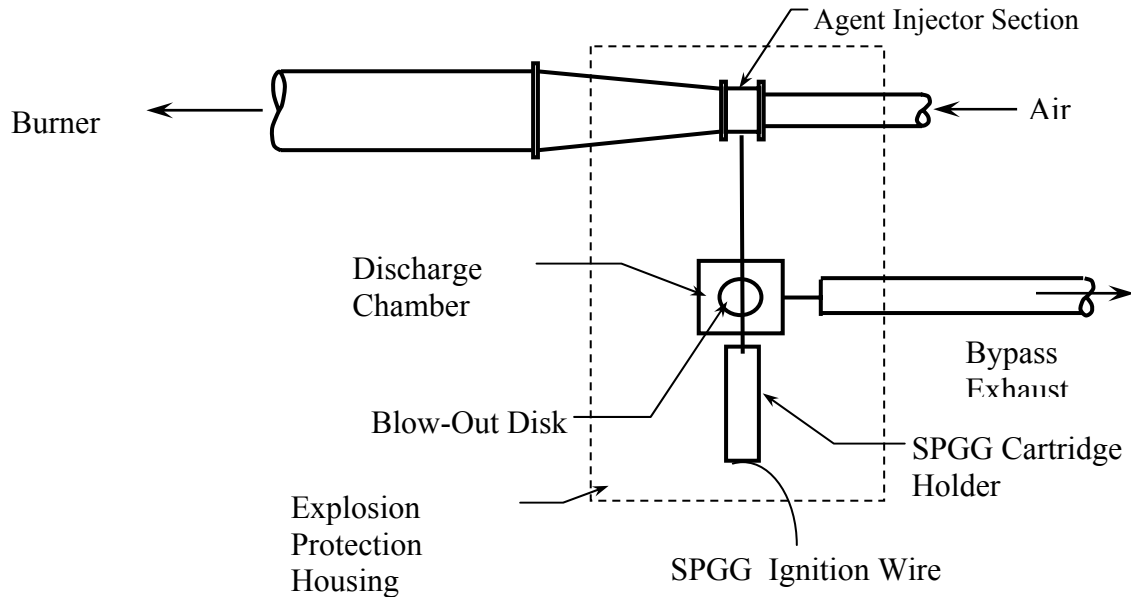 Agent Injector Section
Burner
Air
Discharge
Chamber
Bypass
Exhaust
Blow-Out Disk
SPGG Cartridge
Holder
Explosion
Protection
Housing
SPGG Ignition Wire